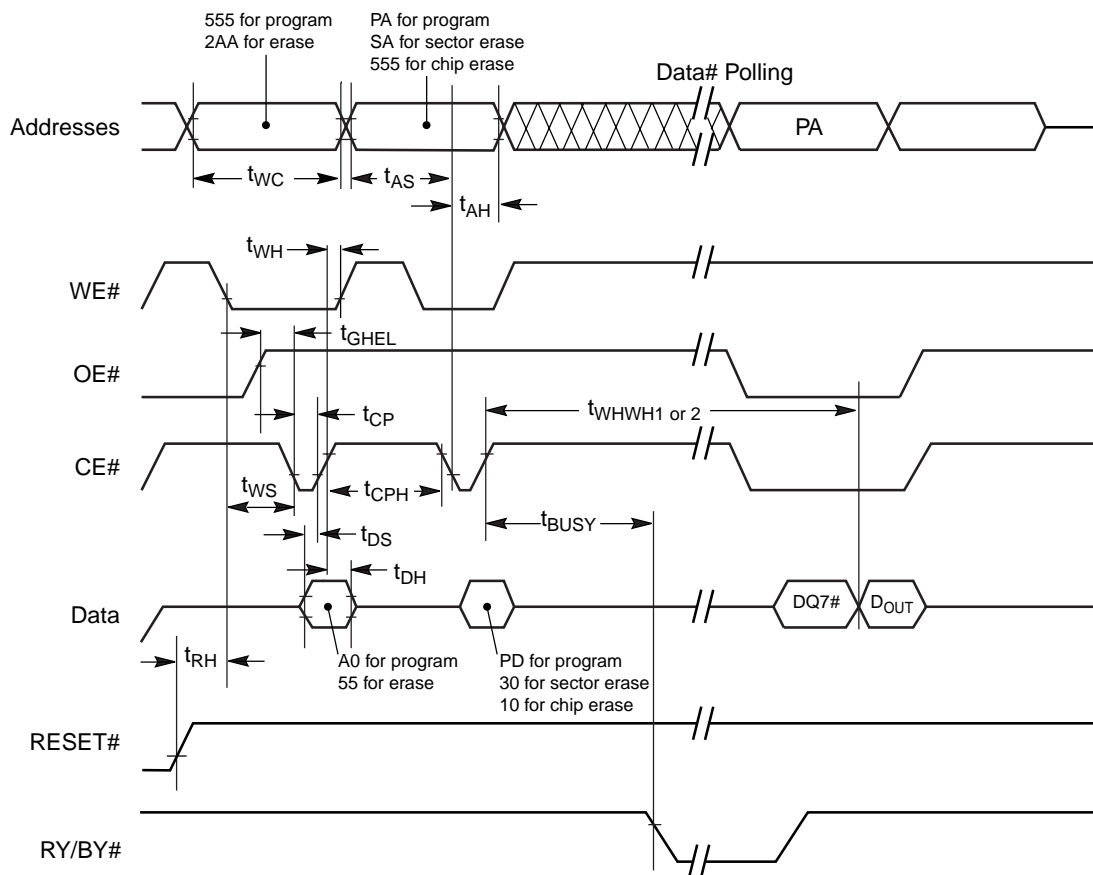 555 for program
2AA for erase
PA for program
SA for sector erase
555 for chip erase
Data# Polling
Addresses
PA
tWC
tAS
tAH
tWH
WE#
tGHEL
OE#
tWHWH1 or 2
tCP
CE#
tWS
tCPH
tBUSY
tDS
tDH
Data
DQ7#
DOUT
tRH
A0 for program
55 for erase
PD for program
30 for sector erase
10 for chip erase
RESET#
RY/BY#